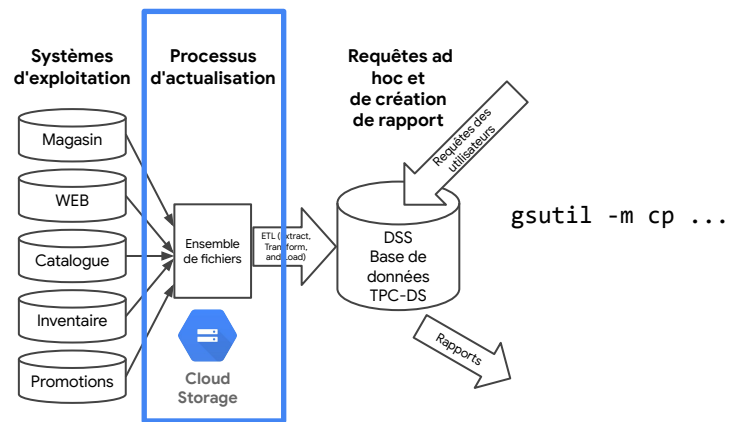 Systèmes
d'exploitation
Processus
d'actualisation
Requêtes ad
hoc et
de création
de rapport
Magasin
WEB
Catalogue
Inventaire
Promotions
Ensemble
de fichiers
ETL (Extract,
Transform,
and Load)
Requêtes des
utilisateurs
DSS
Base de
données
TPC-DS
Rapports
Cloud
Storage
gsutil -m cp ...